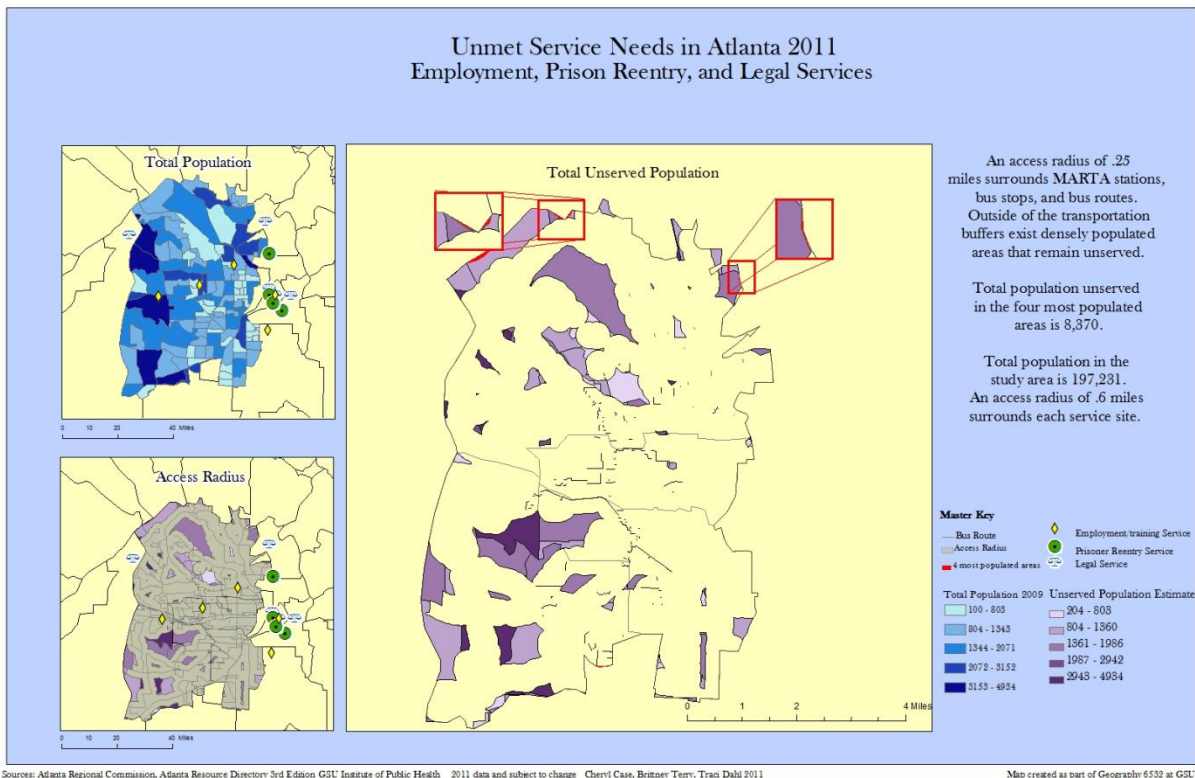 Unmet Service Needs in Atlanta 2011
Employment, Prison Reentry, and Legal Services
Total Population
0 10 20 40 Miles
Access Radius
0 10 20 40 Miles
Total Unserved Population
0 1 2 4 Miles
An access radius of .25
miles surrounds MARTA stations,
bus stops, and bus routes.
Outside of the transportation
buffers exist densely populated
areas that remain unserved.
Total population unserved
in the four most populated
areas is 8,370.
Total population in the
study area is 197,231.
An access radius of .6 miles
surrounds each service site.
Master Key
Bus Route
Access Radius
4 most populated areas
Employment/training Service
Prisoner Reentry Service
Legal Service
Total Population 2009
100 - 803
804 - 1343
1344 - 2071
2072 - 3152
3153 - 4934
Unserved Population Estimate
204 - 803
804 - 1360
1361 - 1986
1987 - 2942
2943 - 4934
Sources: Atlanta Regional Commission, Atlanta Resource Directory 3rd Edition GSU Institute of Public Health 2011 data and subject to change Cheryl Case, Brittney Terry, Traci Dahl 2011
Map created as part of Geography 6532 at GSU